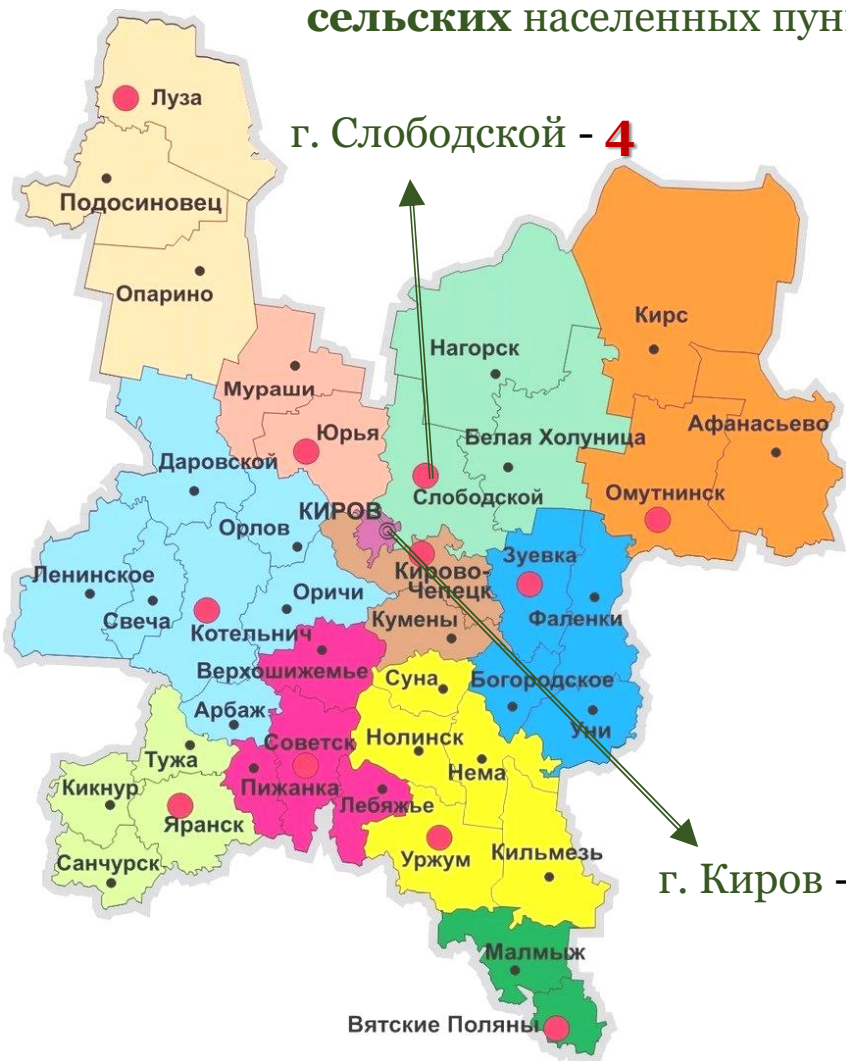 сельских населенных пун
Луза
г. Слободской - 4
Подосиновец
Опарино
Кирс
Нагорск
Мураши
Афанасьево
Юрья
Белая Холуница
Даровской
Слободской
Омутнинск
КИРОВ
Орлов
Зуевка
Кирово-
Чепецк
Ленинское
Оричи
Свеча
Котельнич
Кумены
Фаленки
Верхошижемье
Суна
Богородское
Арбаж
Уни
Нолинск
Советск
Тужа
Нема
Кикнур
Пижанка
Лебяжье
Яранск
Уржум
Кильмезь
Санчурск
г. Киров -
Малмыж
Вятские Поляны